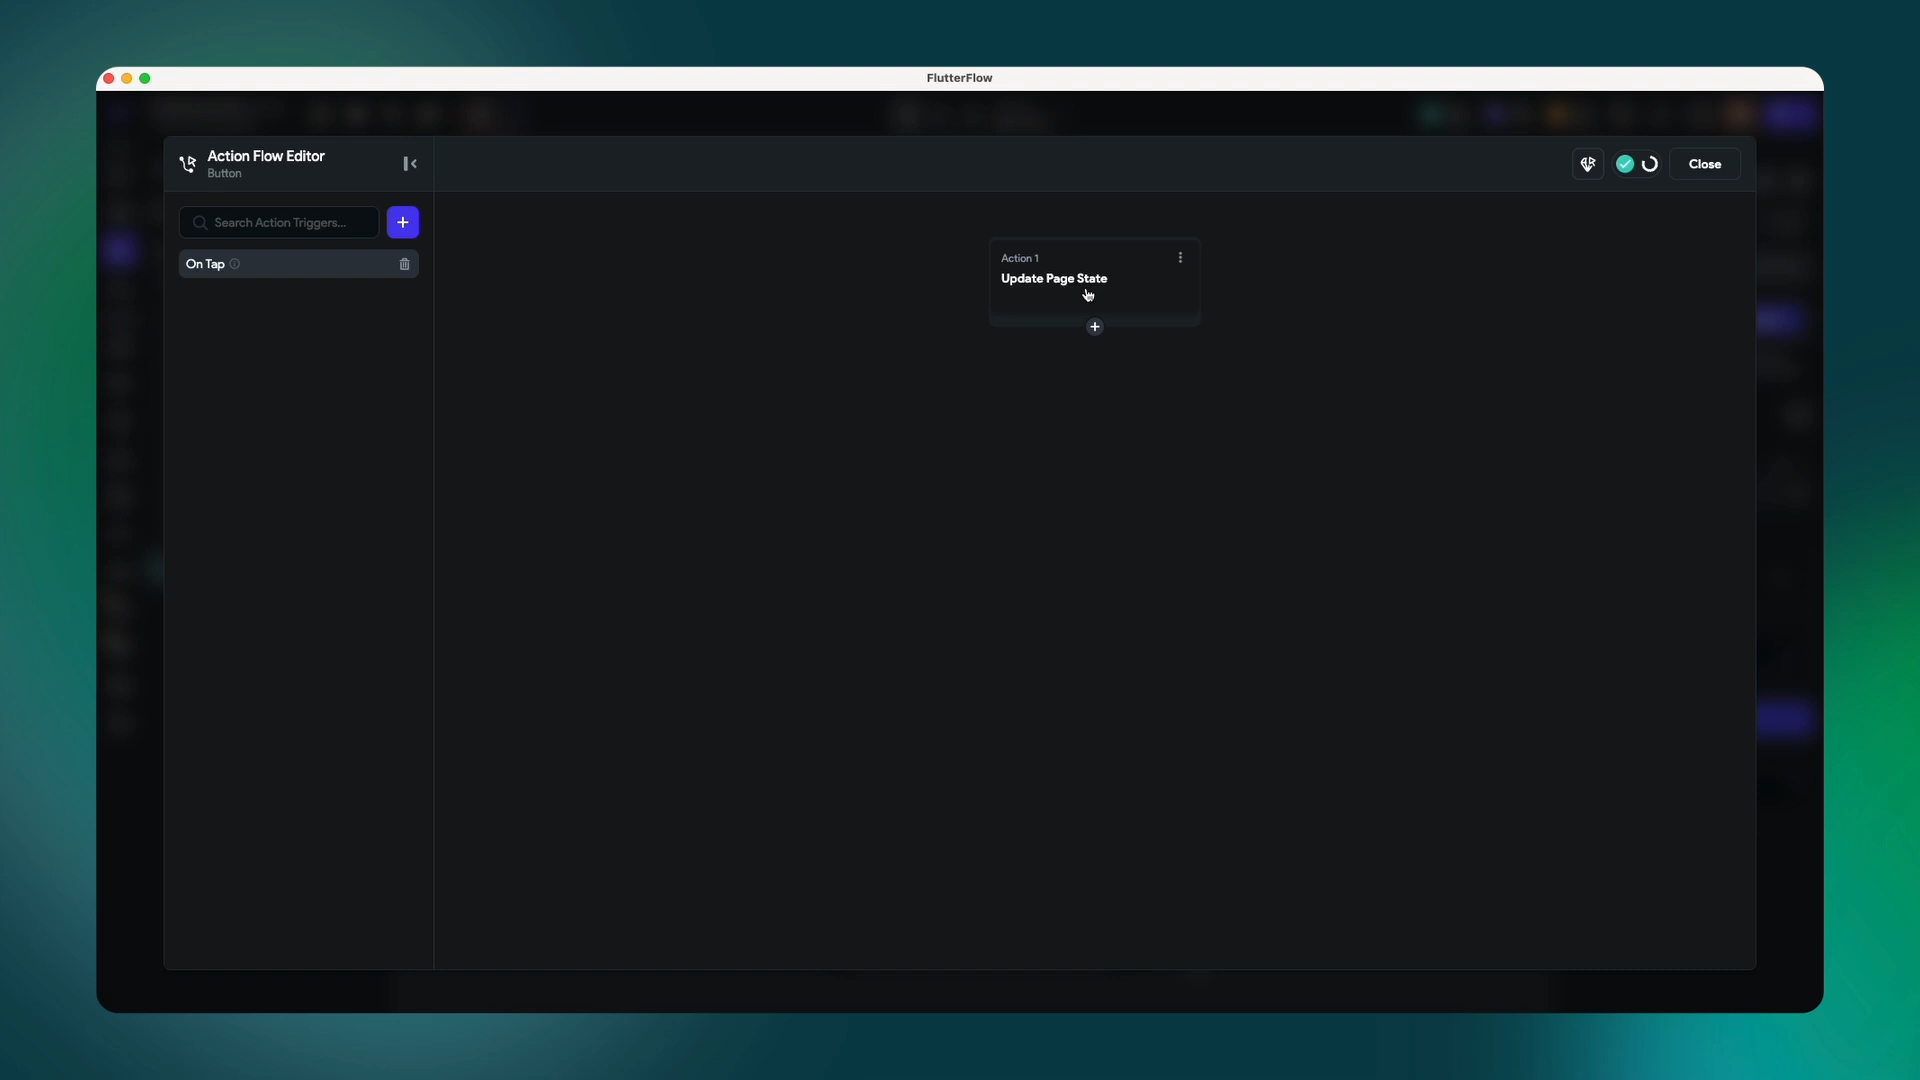 FlutterFlow
Action Flow Editor
Button
Close
Search Action Triggers...
On Tap
Action 1
Update Page State